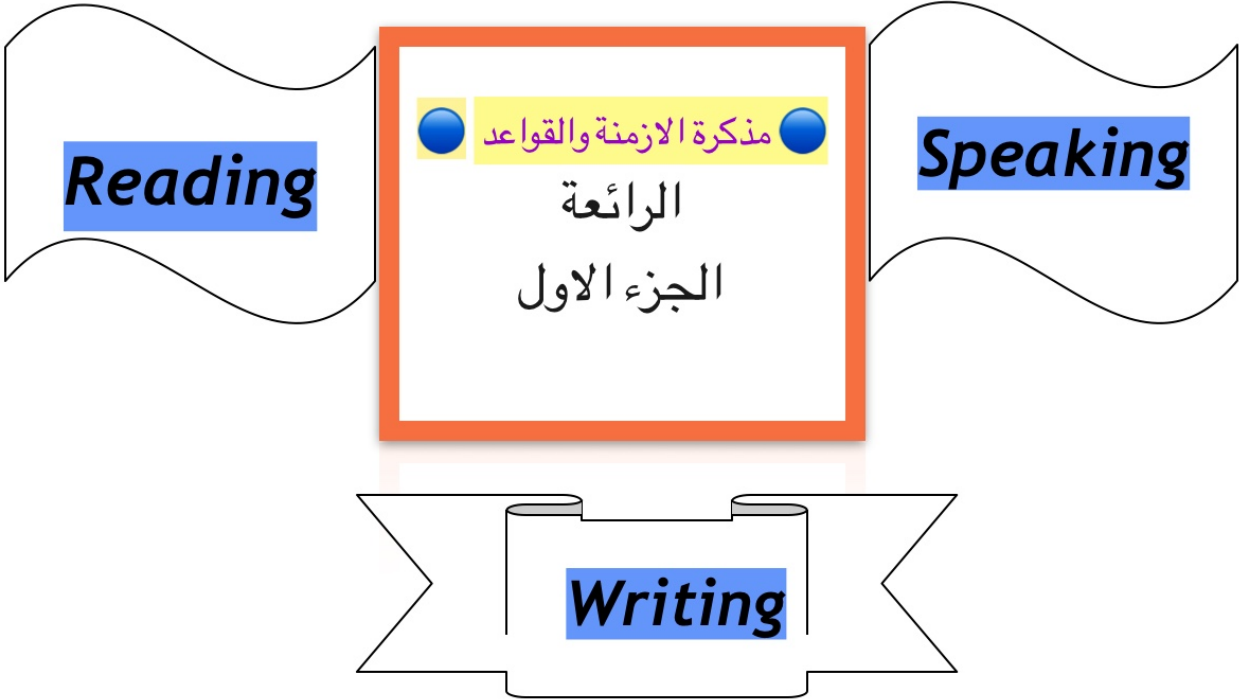 Reading
🔵 مذكرة الازمنة والقواعد 🔵
الرائعة
الجزء الاول
Speaking
Writing